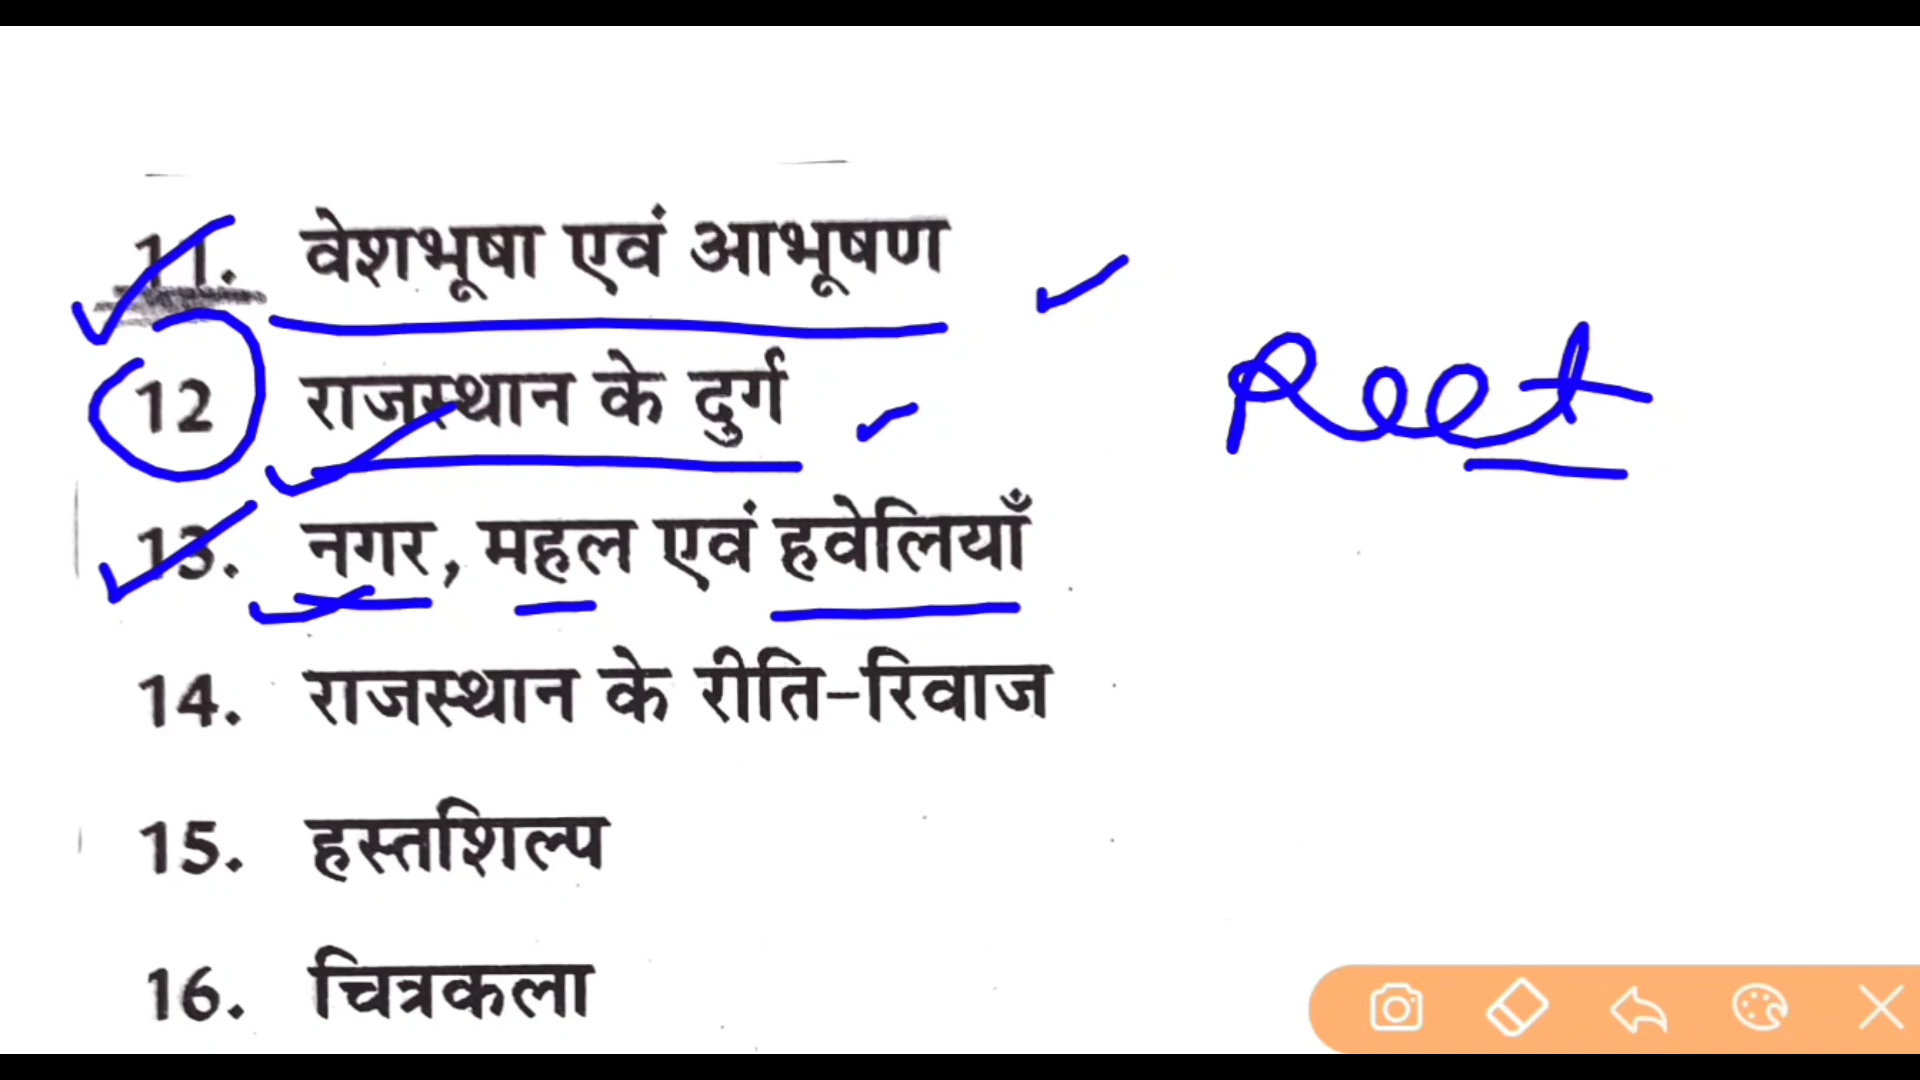 11. वेशभूषा एवं आभूषण
12 राजस्थान के दुर्ग
Reet
13. नगर, महल एवं हवेलियाँ
14. राजस्थान के रीति-रिवाज
15. हस्तशिल्प
16. चित्रकला